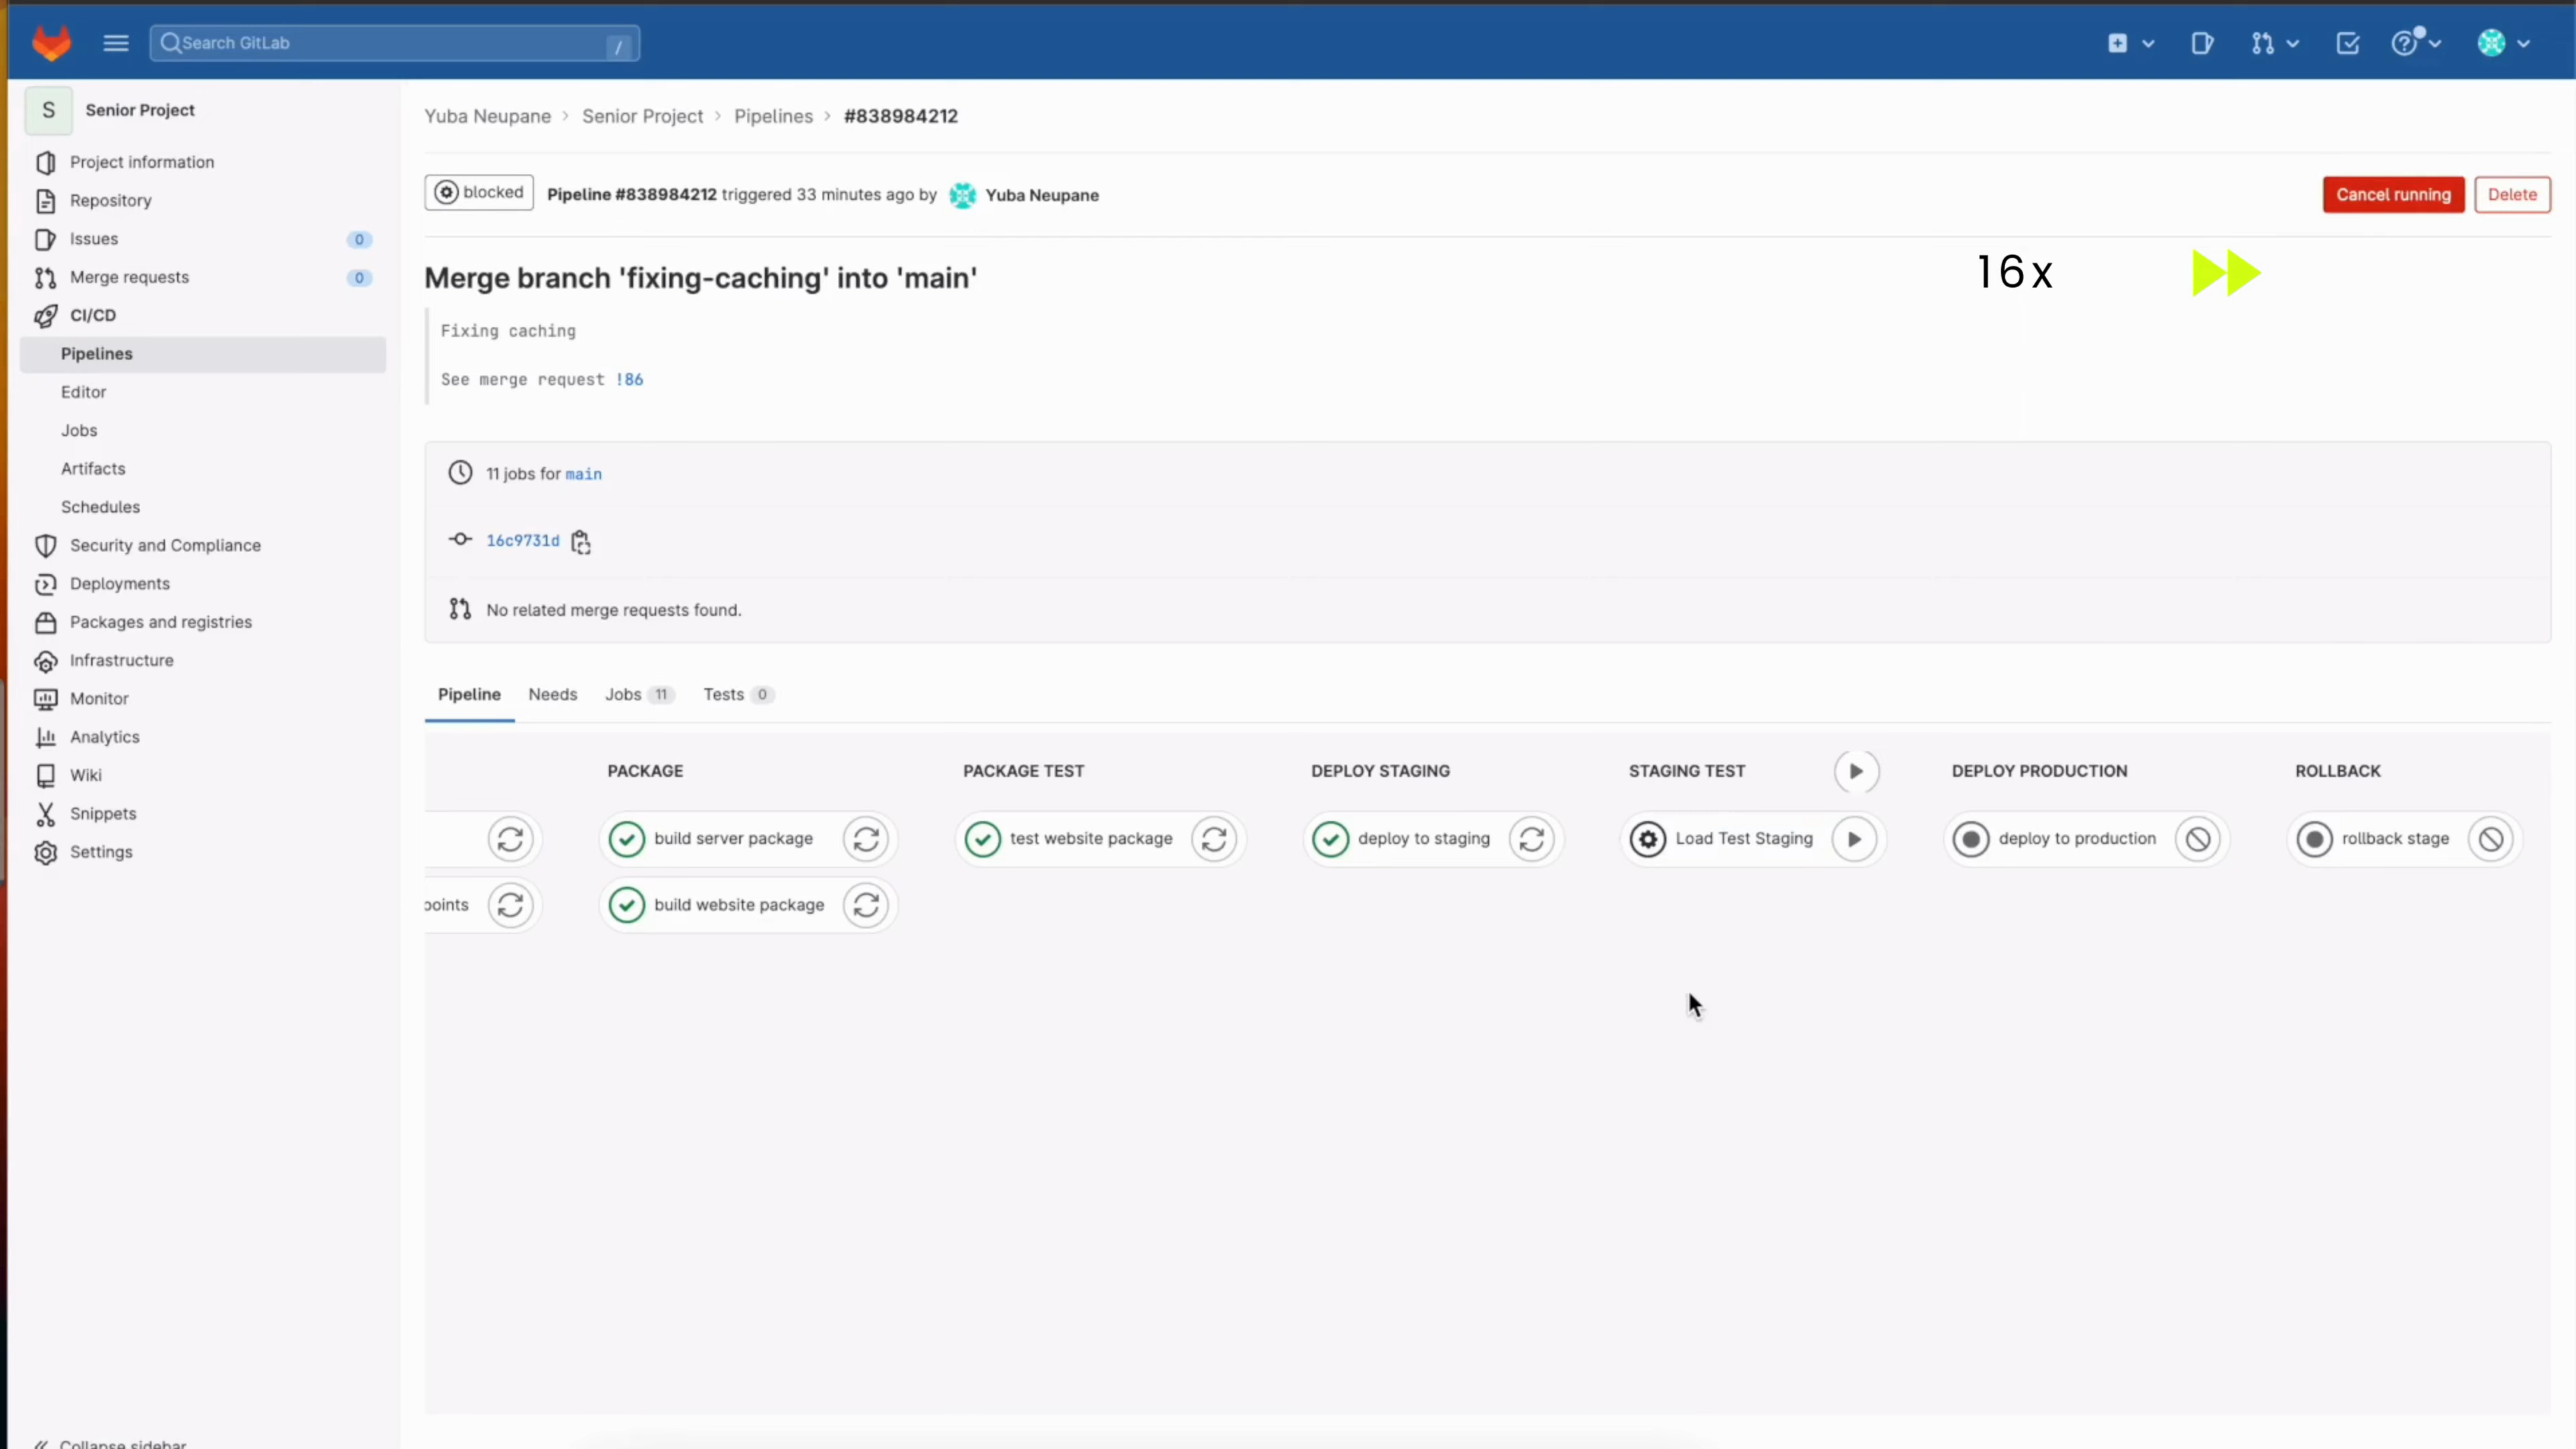 Search GitLab
/
S
Senior Project
Project information
Repository
Issues
0
Merge requests
0
CI/CD
Pipelines
Editor
Jobs
Artifacts
Schedules
Security and Compliance
Deployments
Packages and registries
Infrastructure
Monitor
Analytics
Wiki
Snippets
Settings
Collapse sidebar
Yuba Neupane > Senior Project > Pipelines > #838984212
blocked
Pipeline #838984212 triggered 33 minutes ago by Yuba Neupane
Cancel running
Delete
Merge branch 'fixing-caching' into 'main'
16x
Fixing caching
See merge request !86
11 jobs for main
16c9731d
No related merge requests found.
Pipeline
Needs
Jobs 11
Tests 0
points
PACKAGE
build server package
build website package
PACKAGE TEST
test website package
DEPLOY STAGING
deploy to staging
STAGING TEST
Load Test Staging
DEPLOY PRODUCTION
deploy to production
ROLLBACK
rollback stage